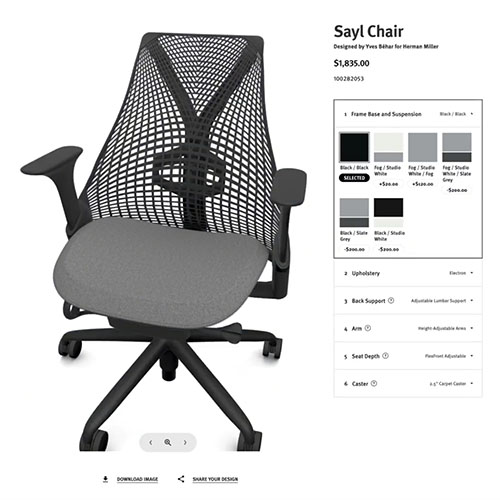 Sayl Chair
Designed by Yves Béhar for Herman Miller
$1,835.00
100282053
1 Frame Base and Suspension Black / Black
Black / Black
SELECTED
Fog / Studio
White
+$20.00
Fog / Studio
White / Fog
+$120.00
Fog / Studio
White / Slate
Grey
-$200.00
Black / Slate
Grey
-$200.00
Black / Studio
White
-$200.00
2 Upholstery Electron
3 Back Support ? Adjustable Lumbar Support
4 Arm ? Height-Adjustable Arms
5 Seat Depth ? FlexFront Adjustable
6 Caster ? 2.5" Carpet Caster
DOWNLOAD IMAGE
SHARE YOUR DESIGN